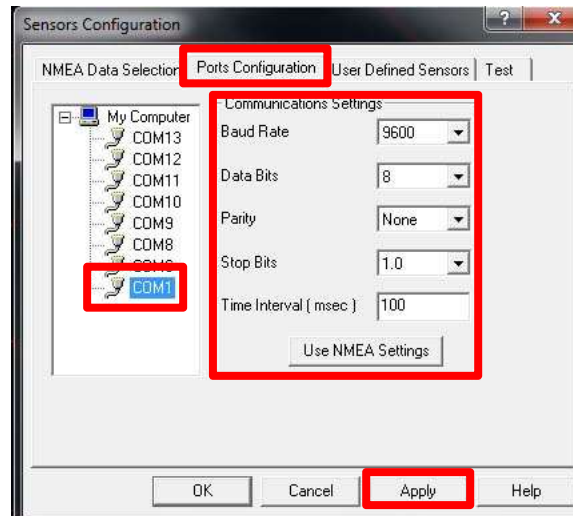 Sensors Configuration
NMEA Data Selection Ports Configuration User Defined Sensors Test
My Computer
COM13
COM12
COM11
COM10
COM9
COM8
COM1
Communications Settings
Baud Rate 9600
Data Bits 8
Parity None
Stop Bits 1.0
Time Interval ( msec ) 100
Use NMEA Settings
OK Cancel Apply Help